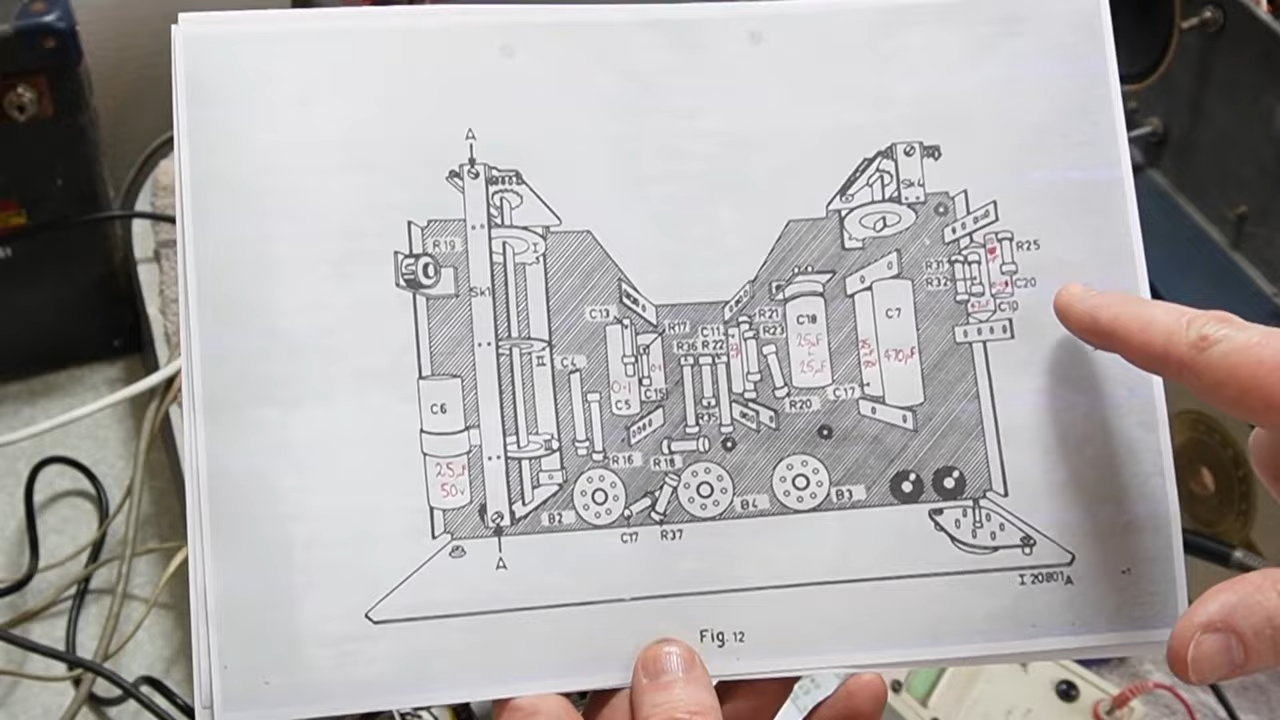 A
R19
Sk1
I
II
Sk4
R25
R31
R32
C20
C19
C13
R17
C11
R21
R23
R36
R22
C18
25µF
25µF
C7
470µF
C4
0-1
C5
0-1
C15
R35
R20
C17
C6
25µF
50v
R16
R18
B2
B4
B3
C17
R37
A
I 20801A
Fig. 12